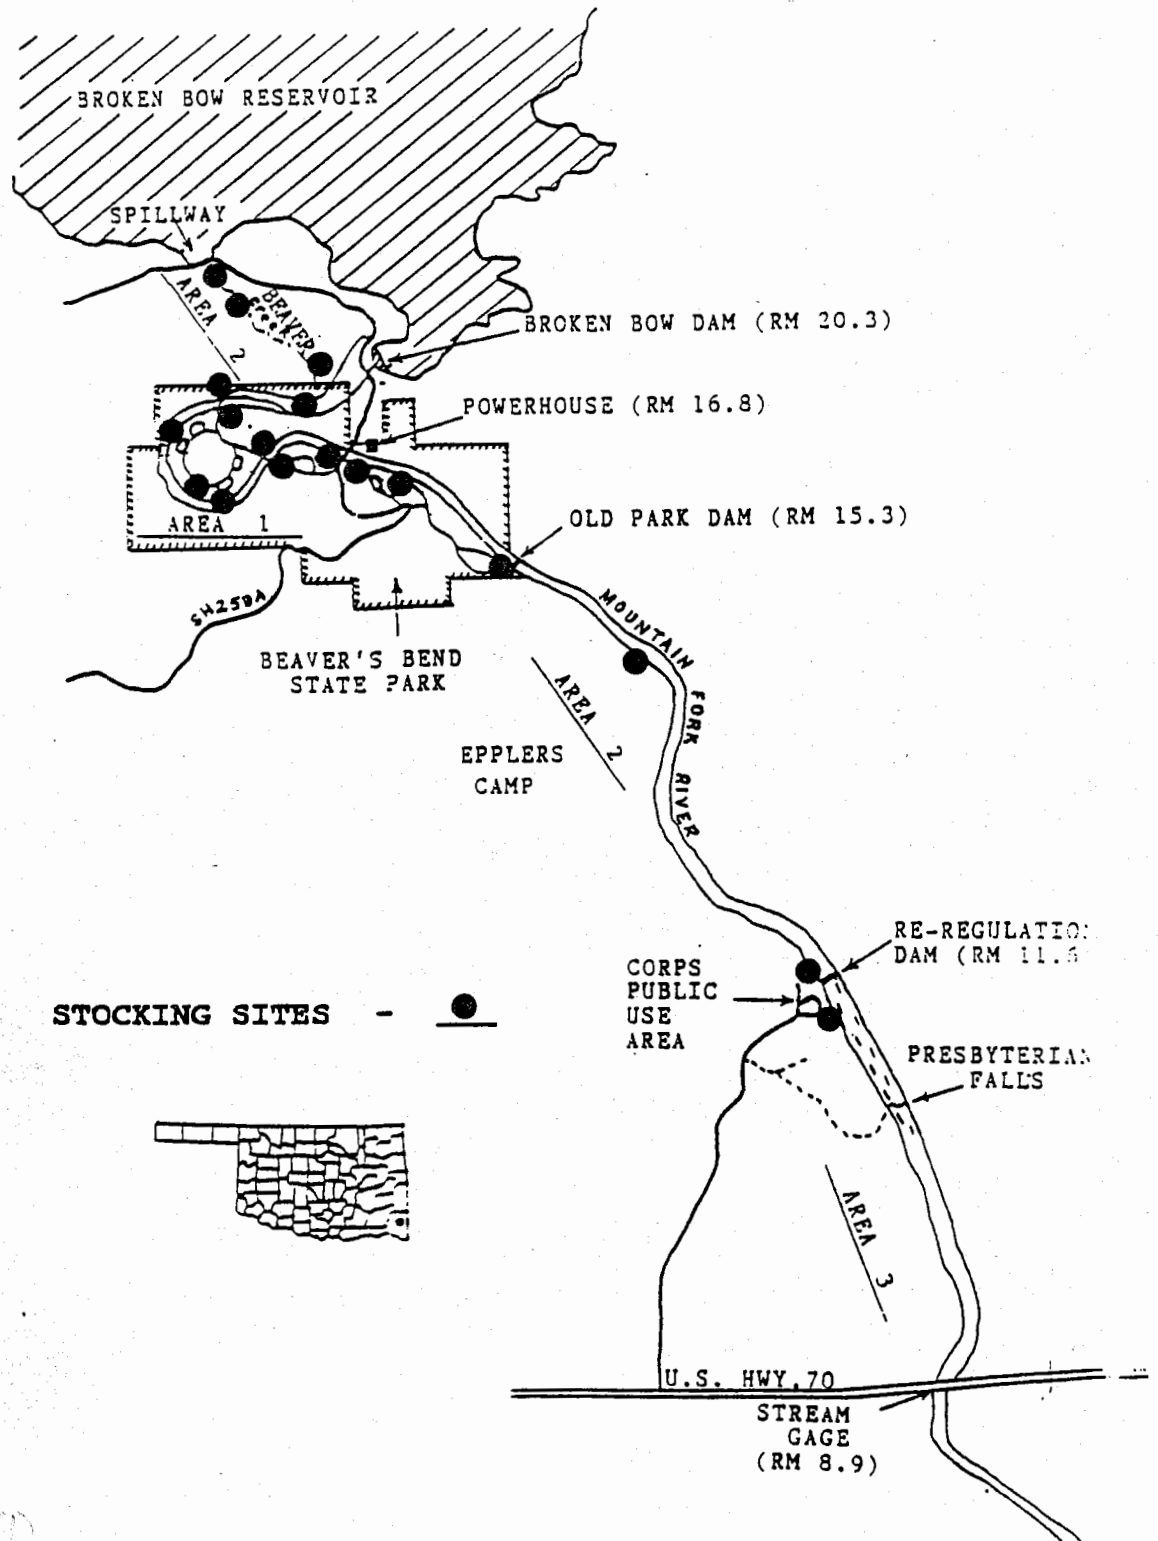 BROKEN BOW RESERVOIR
SPILLWAY
AREA 2
BEAVER
Creek
BROKEN BOW DAM (RM 20.3)
POWERHOUSE (RM 16.8)
OLD PARK DAM (RM 15.3)
AREA 1
SH259A
MOUNTAIN
FORK
RIVER
BEAVER'S BEND
STATE PARK
AREA 2
EPPLERS
CAMP
RE-REGULATIO
DAM (RM 11.
CORPS
PUBLIC
USE
AREA
STOCKING SITES -
PRESBYTERIAN
FALLS
AREA 3
U.S. HWY.70
STREAM
GAGE
(RM 8.9)